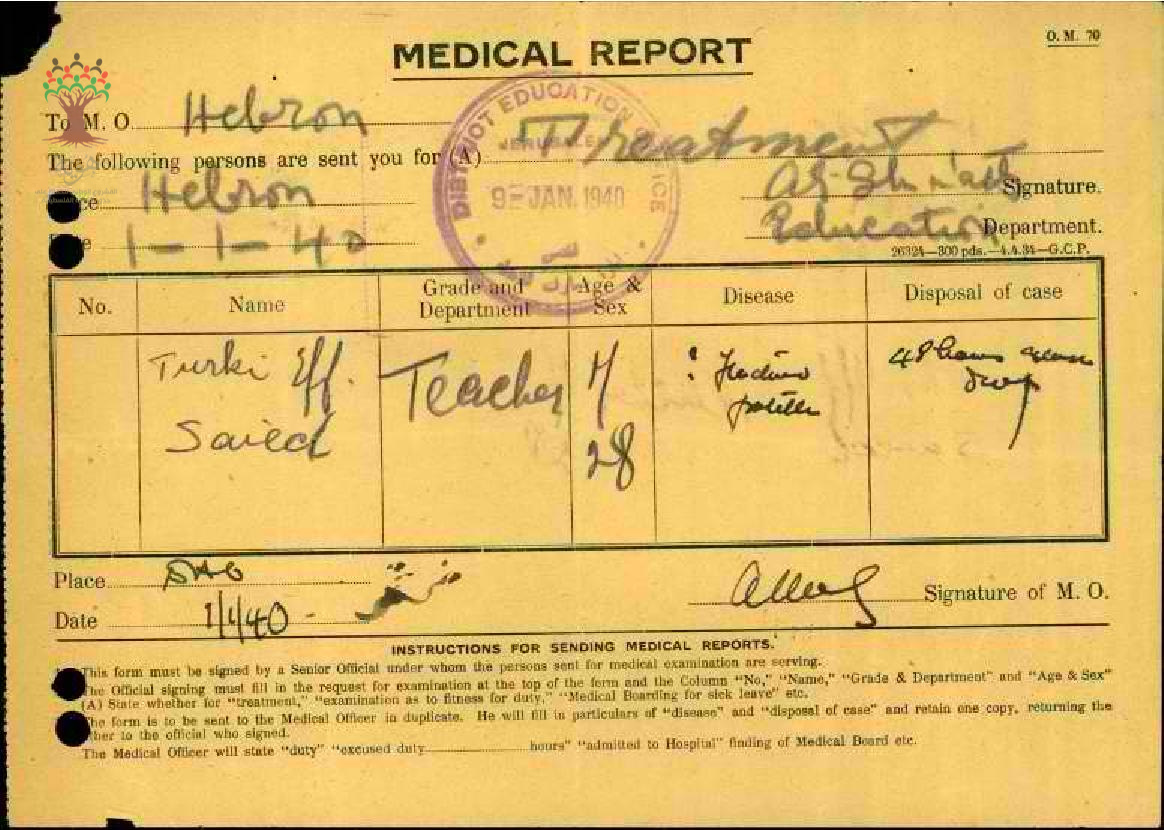 O. M. 70
MEDICAL REPORT
To M. O. Hebron
The following persons are sent you for (A) Treatment
Hebron
Signature.
1-1-40
Education Department.
26324—300 pds.—4.4.34—G.C.P.
DISTRICT EDUCATION OFFICE
JERUSALEM
9 - JAN. 1940
No. Name Grade and Department Age & Sex Disease Disposal of case
Turki Eff. Saied Teacher M 28 48 hours
Place
Date 1/1/40
Signature of M. O.
INSTRUCTIONS FOR SENDING MEDICAL REPORTS.
This form must be signed by a Senior Official under whom the persons sent for medical examination are serving.
The Official signing must fill in the request for examination at the top of the form and the Column "No," "Name," "Grade & Department" and "Age & Sex"
(A) State whether for "treatment," "examination as to fitness for duty," "Medical Boarding for sick leave" etc.
The form is to be sent to the Medical Officer in duplicate. He will fill in particulars of "disease" and "disposal of case" and retain one copy, returning the
other to the official who signed.
The Medical Officer will state "duty" "excused duty hours" "admitted to Hospital" finding of Medical Board etc.